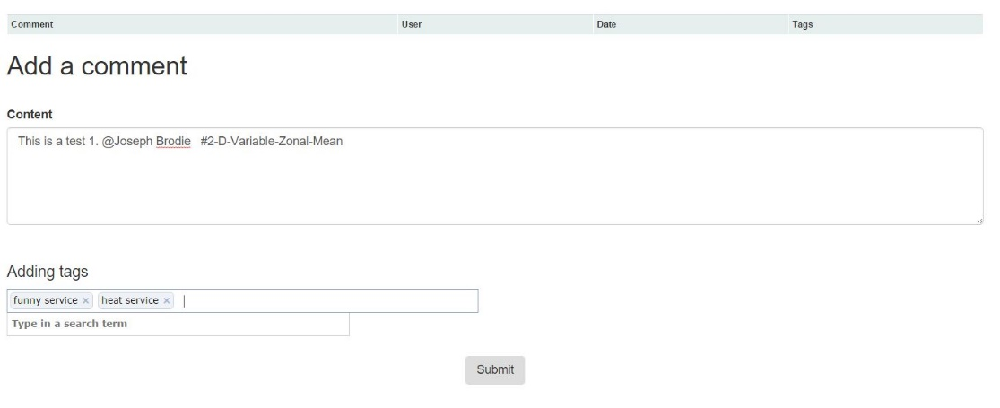 Comment User Date Tags
Add a comment
Content
This is a test 1. @Joseph Brodie #2-D-Variable-Zonal-Mean
Adding tags
funny service × heat service ×
Type in a search term
Submit